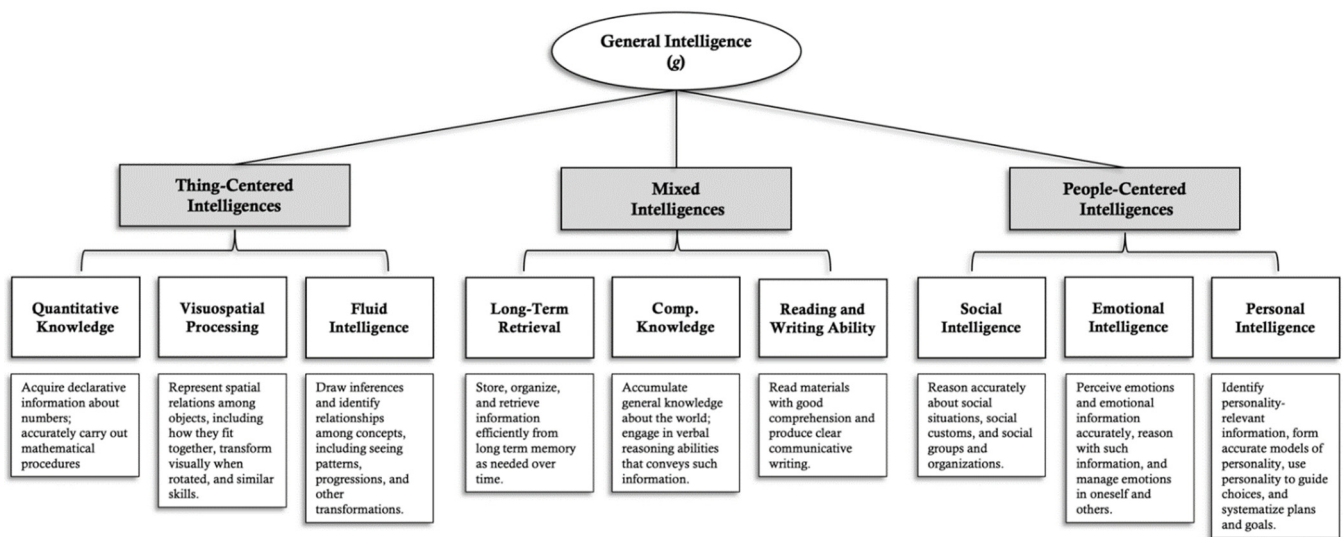 General Intelligence
(g)
Thing-Centered
Intelligences
Mixed
Intelligences
People-Centered
Intelligences
Quantitative
Knowledge
Visuospatial
Processing
Fluid
Intelligence
Long-Term
Retrieval
Comp.
Knowledge
Reading and
Writing Ability
Social
Intelligence
Emotional
Intelligence
Personal
Intelligence
Acquire declarative
information about
numbers;
accurately carry out
mathematical
procedures
Represent spatial
relations among
objects, including
how they fit
together, transform
visually when
rotated, and similar
skills.
Draw inferences
and identify
relationships
among concepts,
including seeing
patterns,
progressions, and
other
transformations.
Store, organize,
and retrieve
information
efficiently from
long term memory
as needed over
time.
Accumulate
general knowledge
about the world;
engage in verbal
reasoning abilities
that conveys such
information.
Read materials
with good
comprehension and
produce clear
communicative
writing.
Reason accurately
about social
situations, social
customs, and social
groups and
organizations.
Perceive emotions
and emotional
information
accurately, reason
with such
information, and
manage emotions
in oneself and
others.
Identify
personality-
relevant
information, form
accurate models of
personality, use
personality to guide
choices, and
systematize plans
and goals.